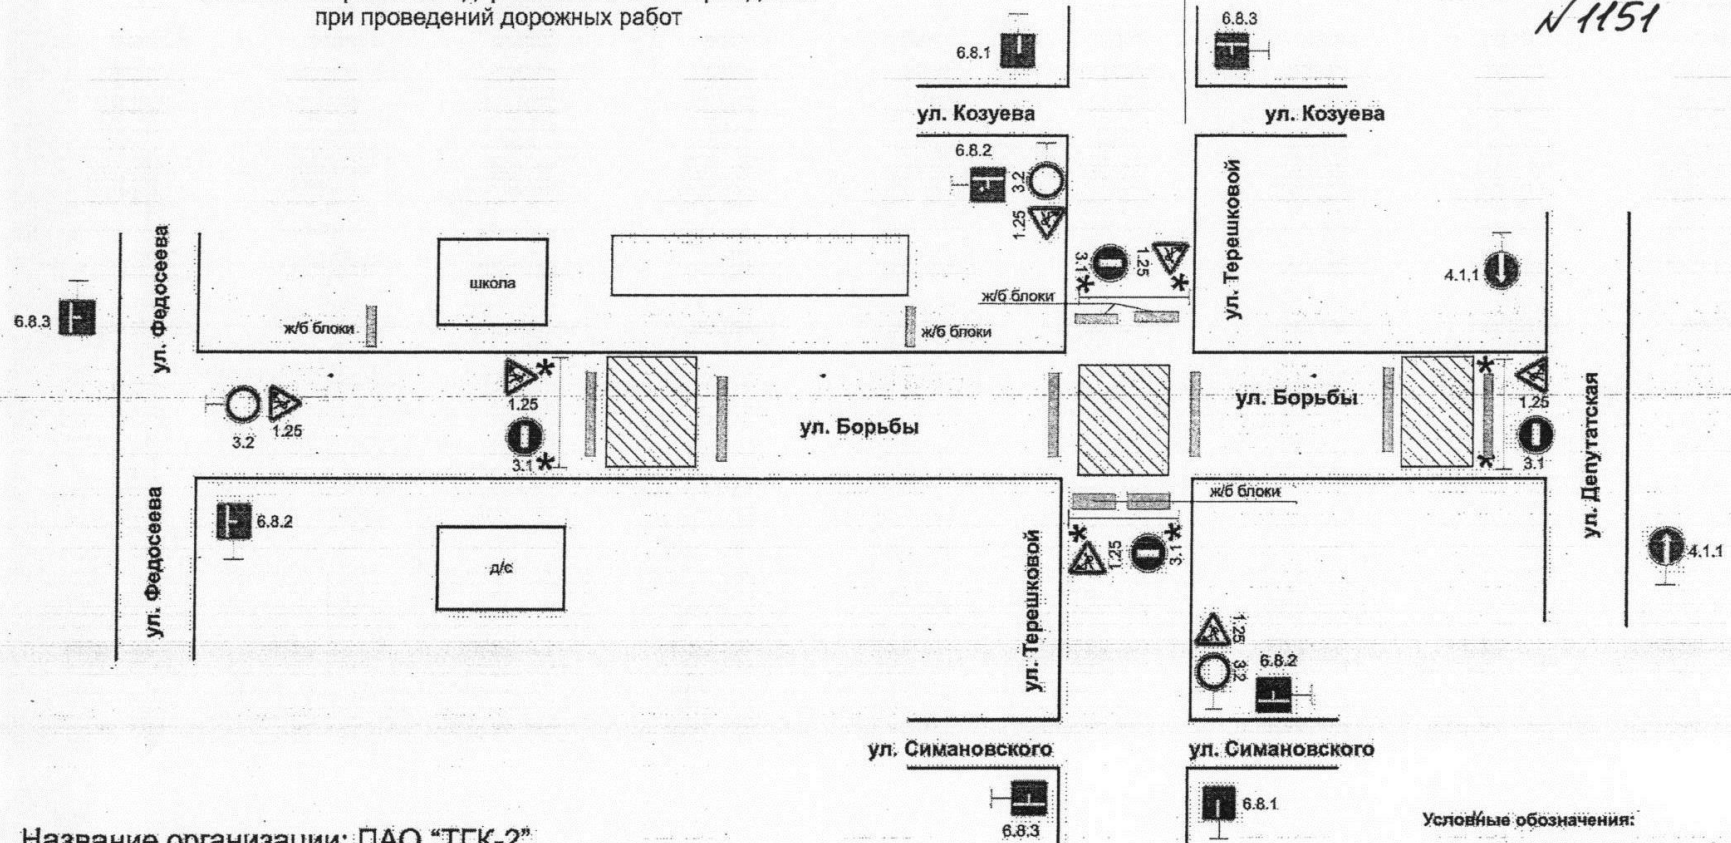 при проведений дорожных работ
N 1151
6.8.1
6.8.3
ул. Козуева
ул. Козуева
6.8.2
3.2
1.25
ул. Терешковой
3.1
1.25
ж/б блоки
4.1.1
ул. Федосеева
6.8.3
школа
ж/б блоки
ж/б блоки
1.25
3.1
3.2
1.25
ул. Борьбы
ул. Борьбы
1.25
3.1
ул. Депутатская
ж/б блоки
6.8.2
ул. Федосеева
д/с
1.25
3.1
4.1.1
ул. Терешковой
1.25
3.2
6.8.2
ул. Симановского
ул. Симановского
6.8.3
6.8.1
Условные обозначения:
Название организации: ПАО “ТГК-2”